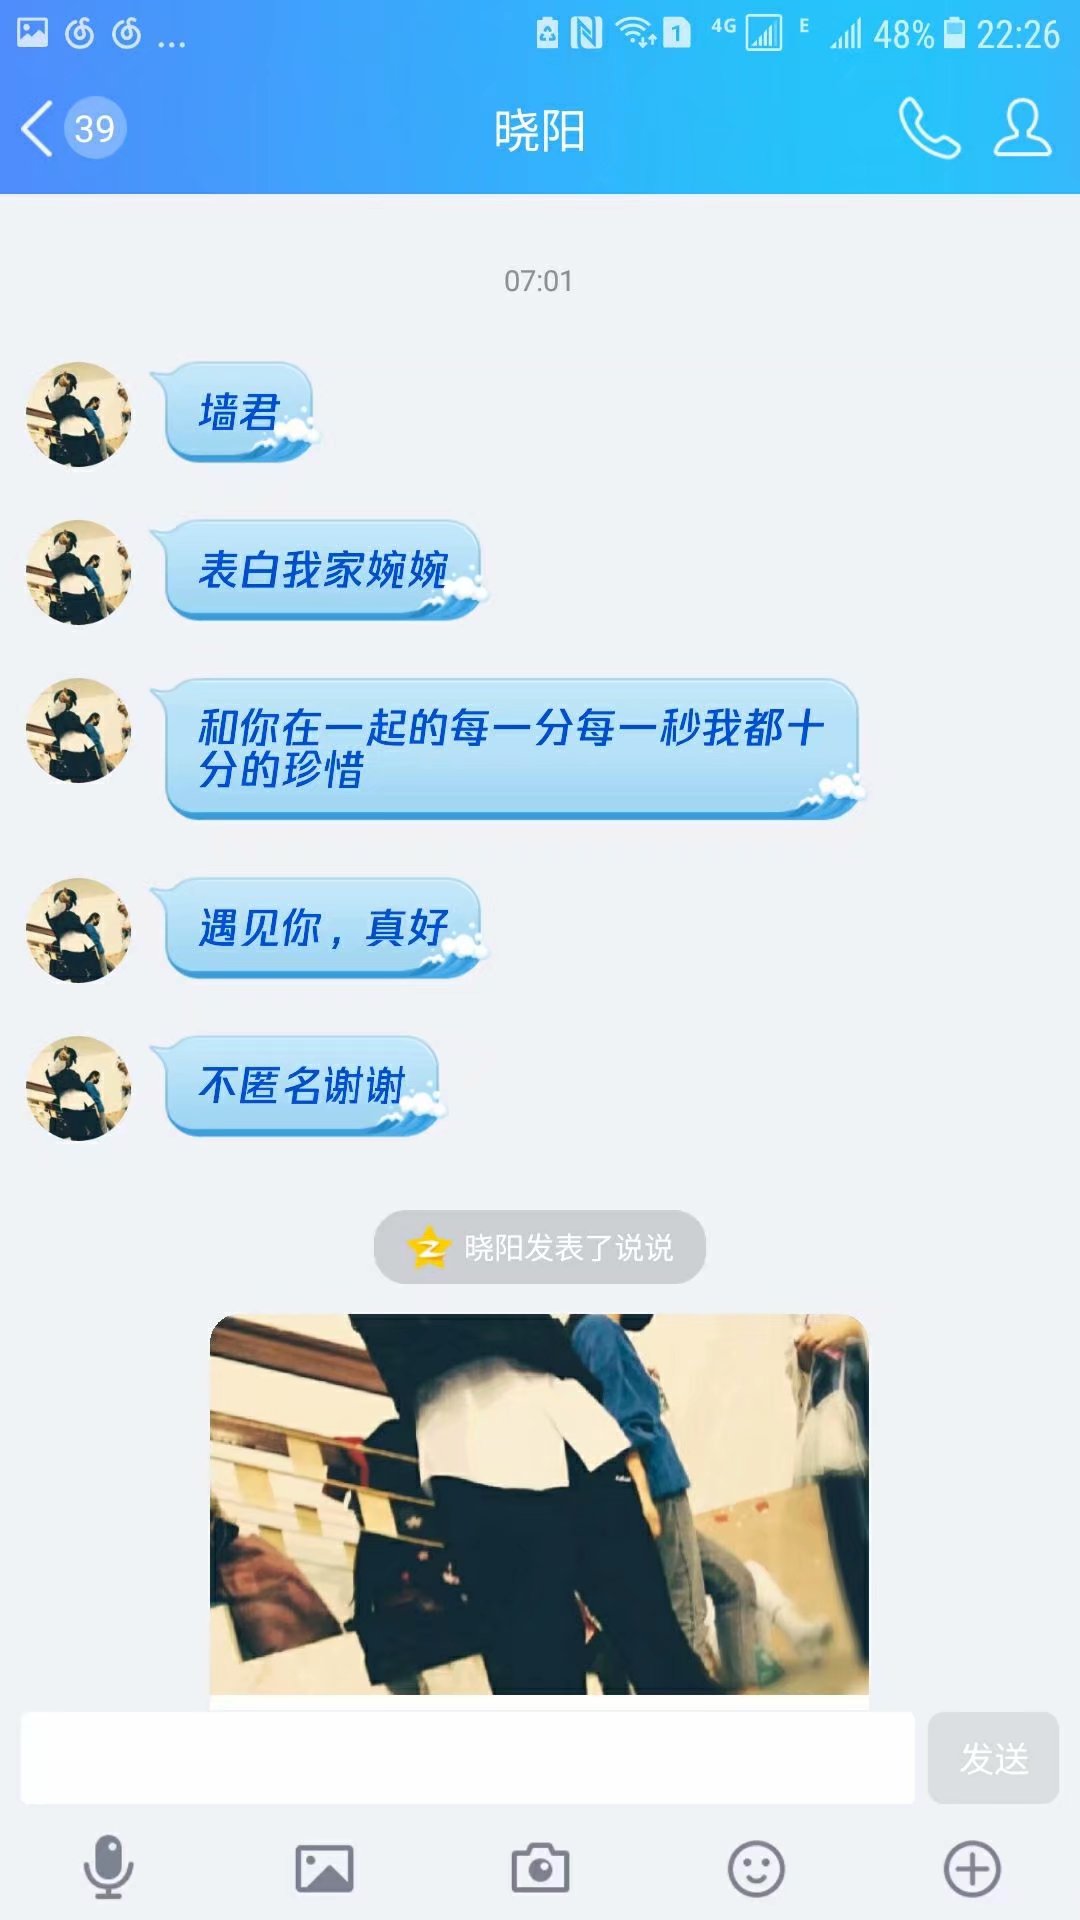 4G E 48% 22:26
39 晓阳
07:01
墙君
表白我家婉婉
和你在一起的每一分每一秒我都十
分的珍惜
遇见你，真好
不匿名谢谢
晓阳发表了说说
发送